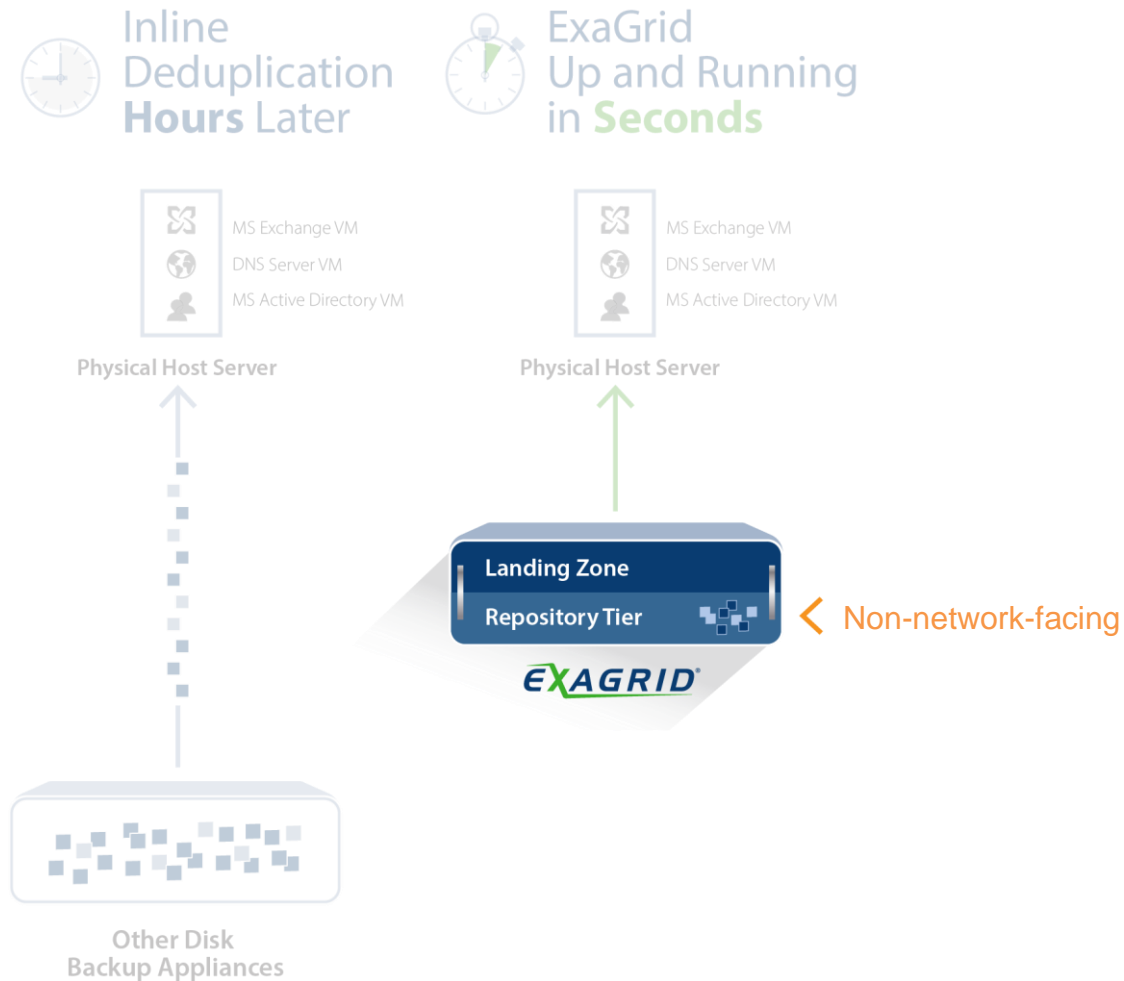 Inline
Deduplication
Hours Later
ExaGrid
Up and Running
in Seconds
MS Exchange VM
DNS Server VM
MS Active Directory VM
Physical Host Server
MS Exchange VM
DNS Server VM
MS Active Directory VM
Physical Host Server
Landing Zone
Repository Tier
Non-network-facing
EXAGRID®
Other Disk
Backup Appliances